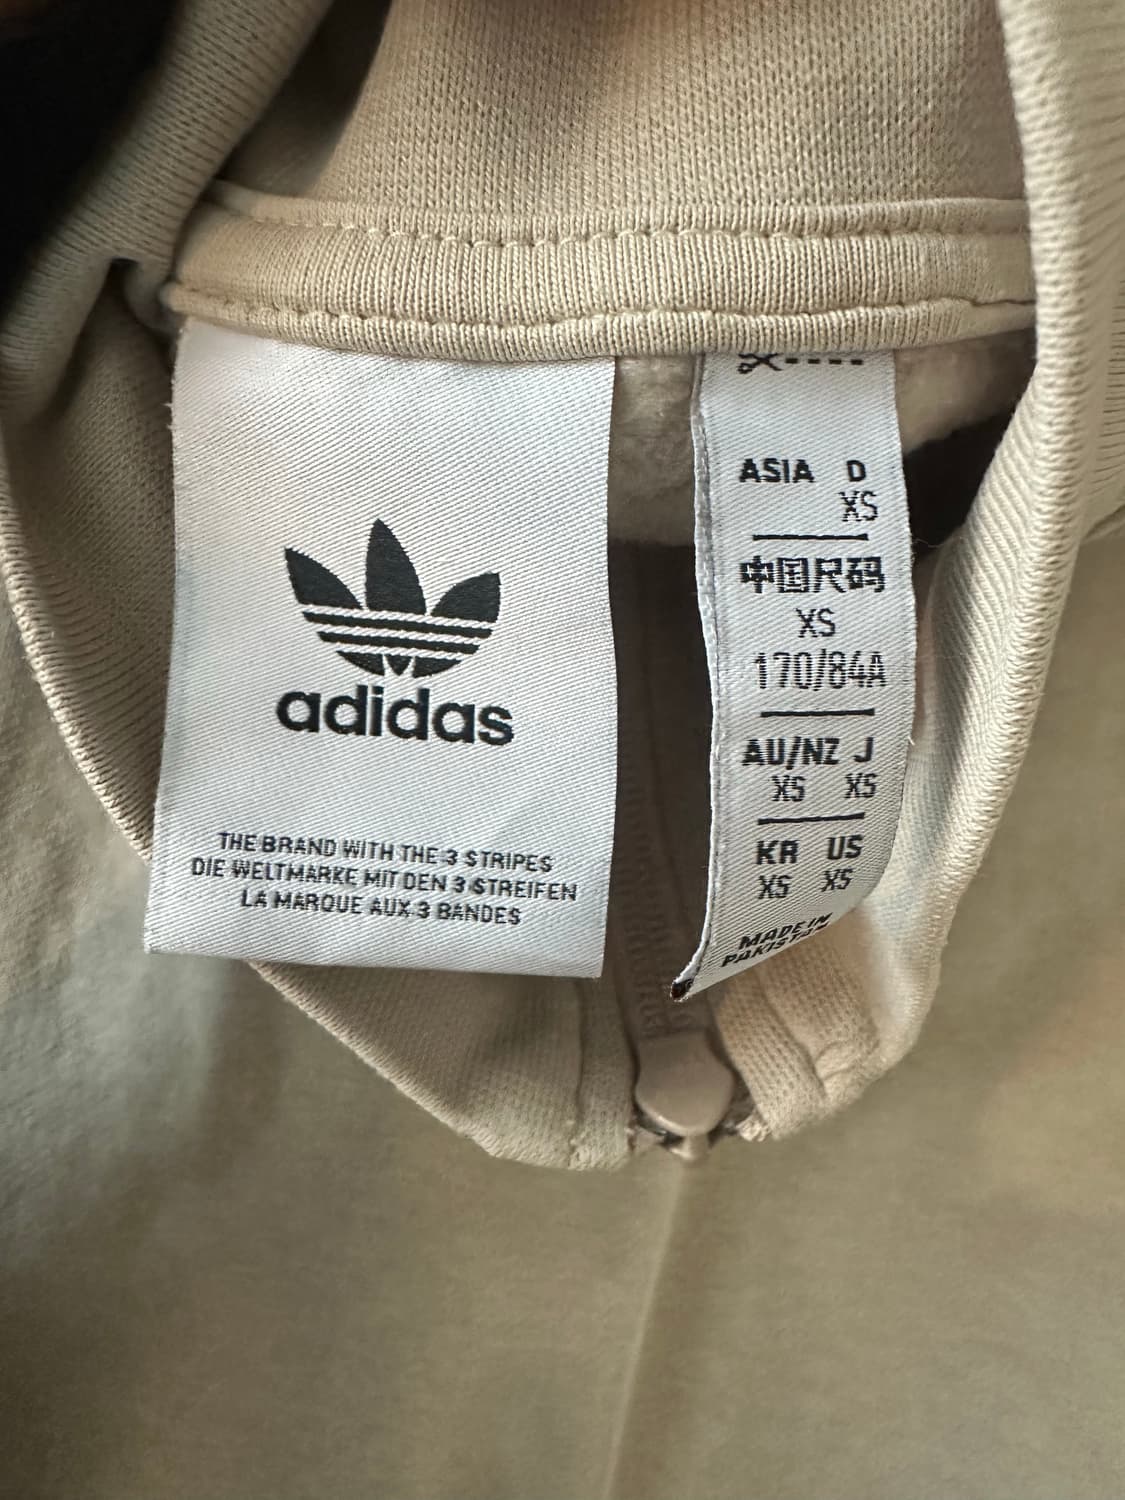 adidas
THE BRAND WITH THE 3 STRIPES
DIE WELTMARKE MIT DEN 3 STREIFEN
LA MARQUE AUX 3 BANDES
ASIA D
XS
中国尺码
XS
170/84A
AU/NZ J
XS XS
KR US
XS XS
MADE IN
PAKISTAN